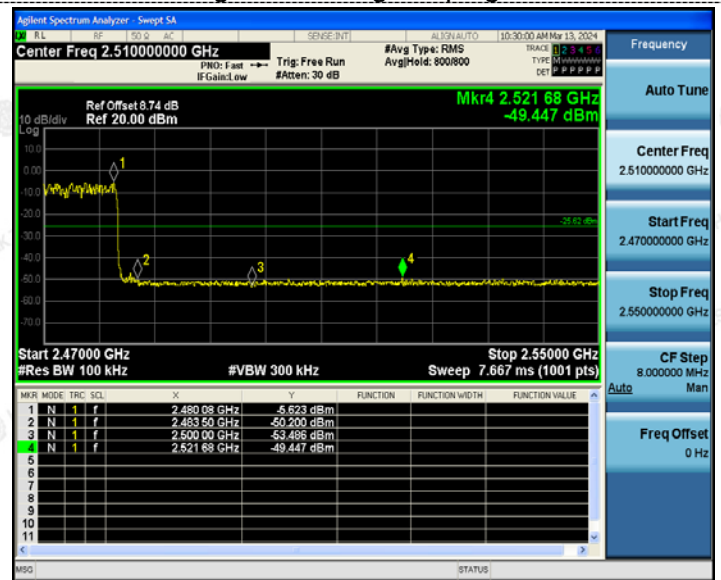 Agilent Spectrum Analyzer - Swept SA
RL RF 50 Ω AC SENSE:INT ALIGNAUTO 10:30:00 AM Mar 13, 2024
Center Freq 2.510000000 GHz #Avg Type: RMS TRACE 1 2 3 4 5 6
PNO: Fast Trig: Free Run Avg|Hold: 800/800 TYPE M WWWWW
IFGain:Low #Atten: 30 dB DET P P P P P P
Mkr4 2.521 68 GHz
-49.447 dBm
Ref Offset 8.74 dB
10 dB/div Ref 20.00 dBm
Log
10.0
0.00
-10.0
-20.0
-30.0
-40.0
-50.0
-60.0
-70.0
1
2
3
4
-25.62 dBm
Start 2.47000 GHz Stop 2.55000 GHz
#Res BW 100 kHz #VBW 300 kHz Sweep 7.667 ms (1001 pts)
MKR MODE TRC SCL X Y FUNCTION FUNCTION WIDTH FUNCTION VALUE
1 N 1 f 2.480 08 GHz -5.623 dBm
2 N 1 f 2.483 50 GHz -50.200 dBm
3 N 1 f 2.500 00 GHz -53.486 dBm
4 N 1 f 2.521 68 GHz -49.447 dBm
5
6
7
8
9
10
11
MSG STATUS
Frequency
Auto Tune
Center Freq
2.510000000 GHz
Start Freq
2.470000000 GHz
Stop Freq
2.550000000 GHz
CF Step
8.000000 MHz
Auto Man
Freq Offset
0 Hz